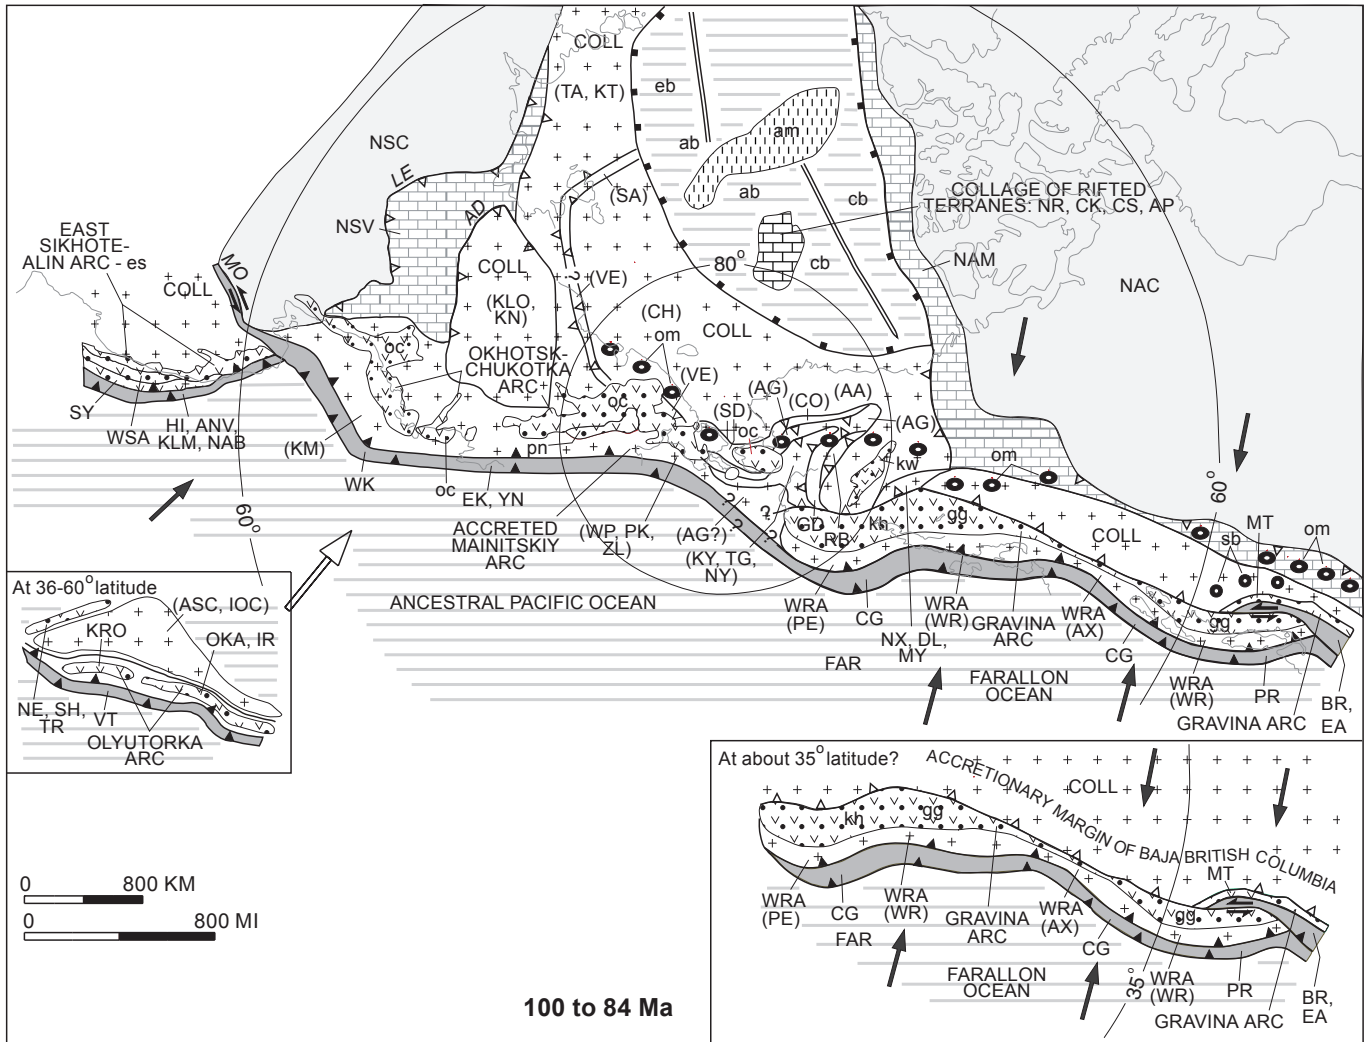 COLL
(TA, KT)
NSC
LE
NSV
AD
eb
am
ab
ab
cb
cb
(SA)
COLLAGE OF RIFTED
TERRANES: NR, CK, CS, AP
NAM
NAC
80°
EAST
SIKHOTE-
ALIN ARC - es
MO
COLL
COLL
(KLO,
KN)
?
(VE)
(CH)
om
COLL
oc
OKHOTSK-
CHUKOTKA
ARC
oc
(VE)
(SD)
oc
(AG)
(CO)
(AA)
(AG)
kw
om
60°
SY
WSA
HI, ANV,
KLM, NAB
(KM)
WK
oc
pn
EK, YN
60°
ACCRETED
MAINITSKIY
ARC
(WP, PK,
ZL)
?
?
?
(AG?)
(KY, TG,
NY)
?
?
GD
RB
kh
gg
COLL
MT
sb
om
gg
ANCESTRAL PACIFIC OCEAN
WRA
(PE)
CG
NX, DL,
MY
WRA
(WR)
GRAVINA
ARC
WRA
(AX)
CG
WRA
(WR)
PR
GRAVINA ARC
BR,
EA
FAR
FARALLON
OCEAN
At 36-60° latitude
(ASC, IOC)
KRO
OKA, IR
NE, SH,
TR
VT
OLYUTORKA
ARC
At about 35° latitude?
ACCRETIONARY MARGIN OF BAJA BRITISH COLUMBIA
COLL
MT
kh
gg
gg
WRA
(PE)
CG
WRA
(WR)
GRAVINA
ARC
WRA
(AX)
CG
WRA
(WR)
PR
GRAVINA ARC
BR,
EA
FAR
FARALLON
OCEAN
35°
0 800 KM
0 800 MI
100 to 84 Ma